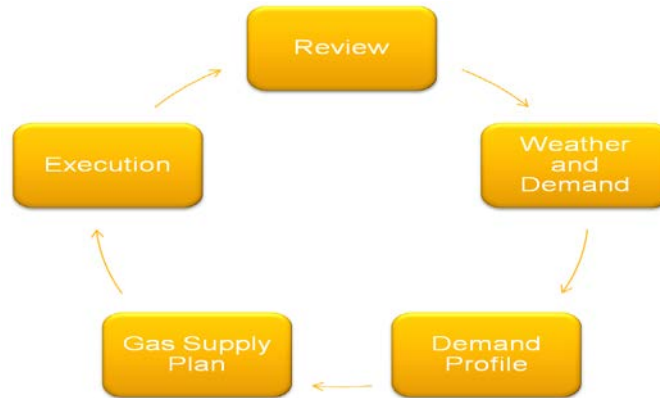 Review
Weather
and
Demand
Demand
Profile
Gas Supply
Plan
Execution